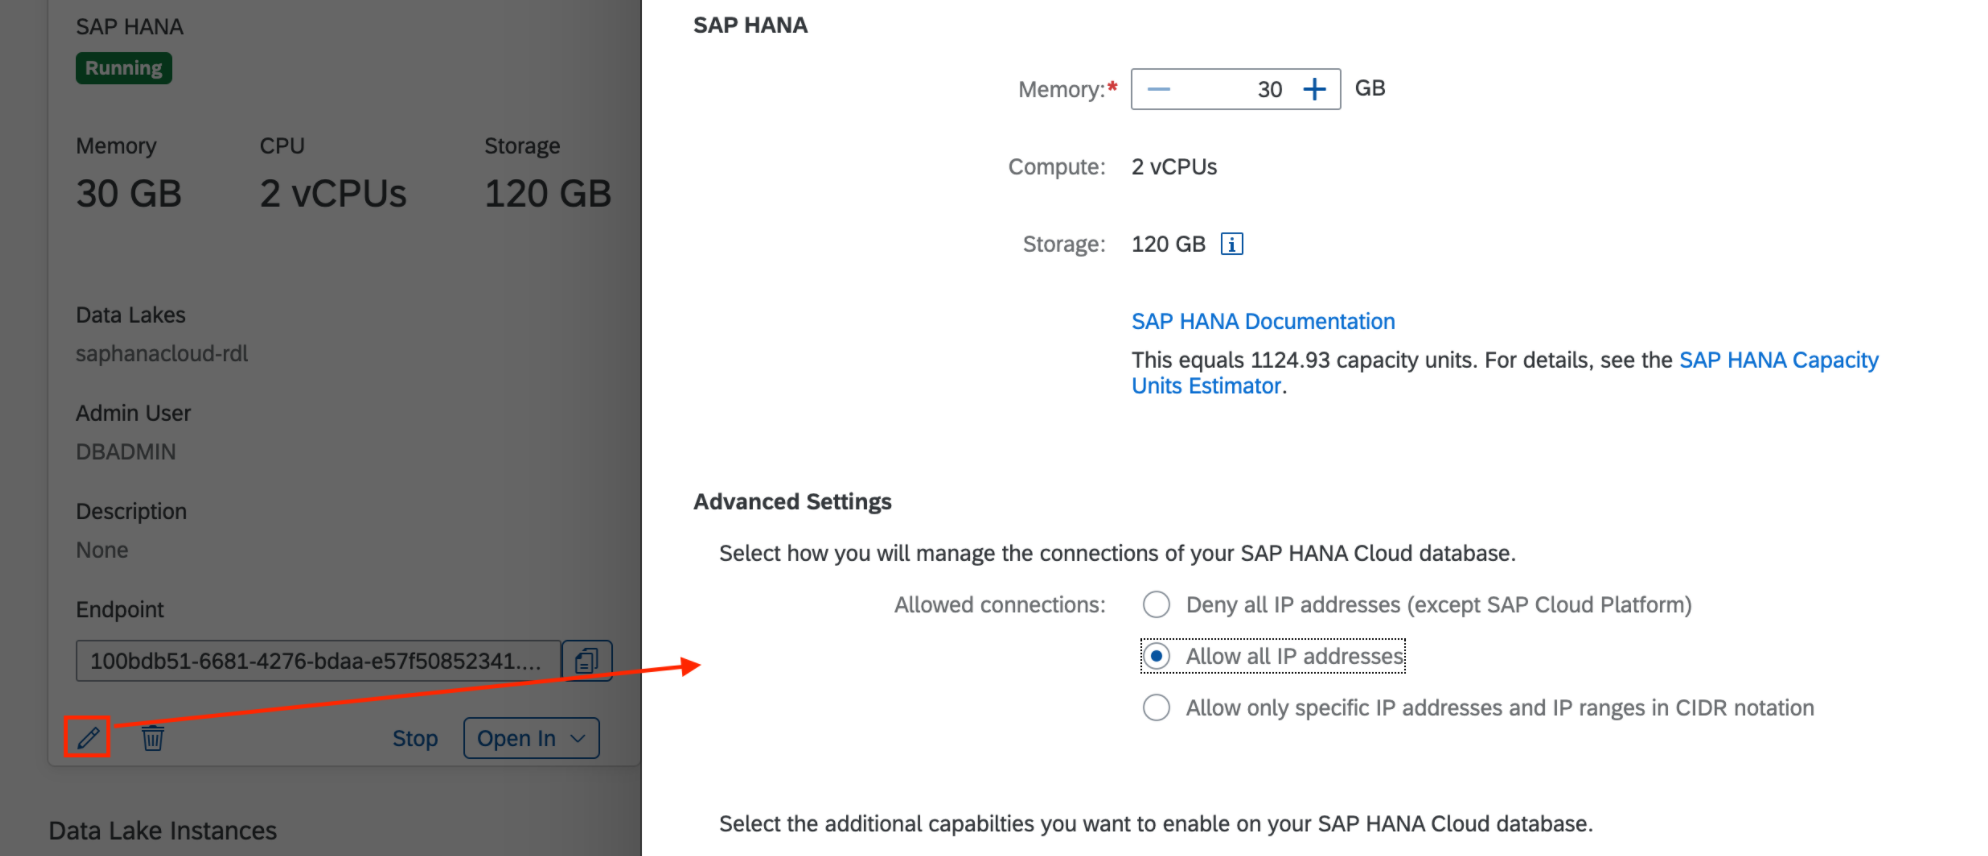 SAP HANA
Running
Memory CPU Storage
30 GB 2 vCPUs 120 GB
Data Lakes
saphanacloud-rdl
Admin User
DBADMIN
Description
None
Endpoint
100bdb51-6681-4276-bdaa-e57f50852341....
Stop Open In
Data Lake Instances
SAP HANA
Memory:* 30 GB
Compute: 2 vCPUs
Storage: 120 GB
SAP HANA Documentation
This equals 1124.93 capacity units. For details, see the SAP HANA Capacity
Units Estimator.
Advanced Settings
Select how you will manage the connections of your SAP HANA Cloud database.
Allowed connections: Deny all IP addresses (except SAP Cloud Platform)
Allow all IP addresses
Allow only specific IP addresses and IP ranges in CIDR notation
Select the additional capabilties you want to enable on your SAP HANA Cloud database.